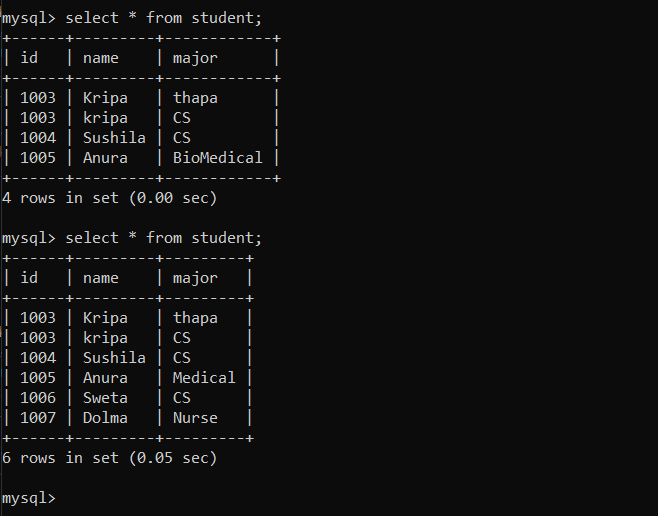 mysql> select * from student;
+------+---------+------------+
| id   | name    | major      |
+------+---------+------------+
| 1003 | Kripa   | thapa      |
| 1003 | kripa   | CS         |
| 1004 | Sushila | CS         |
| 1005 | Anura   | BioMedical |
+------+---------+------------+
4 rows in set (0.00 sec)

mysql> select * from student;
+------+---------+---------+
| id   | name    | major   |
+------+---------+---------+
| 1003 | Kripa   | thapa   |
| 1003 | kripa   | CS      |
| 1004 | Sushila | CS      |
| 1005 | Anura   | Medical |
| 1006 | Sweta   | CS      |
| 1007 | Dolma   | Nurse   |
+------+---------+---------+
6 rows in set (0.05 sec)

mysql>